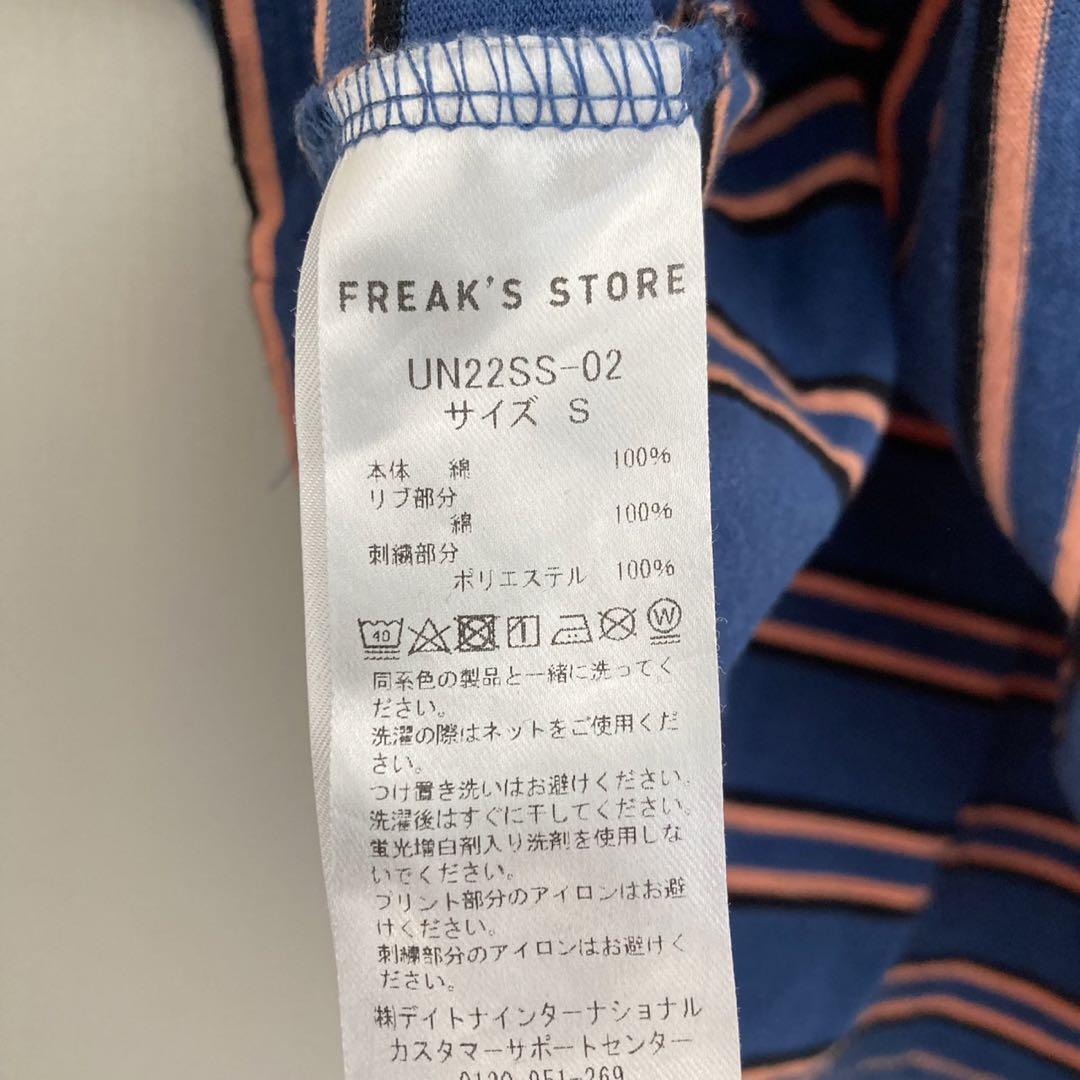 FREAK'S STORE
UN22SS-02
サイズ S
本体 綿 100%
リブ部分
綿 100%
刺繍部分
ポリエステル 100%
40 W
同系色の製品と一緒に洗ってく
ださい。
洗濯の際はネットをご使用くだ
さい。
つけ置き洗いはお避けください。
洗濯後はすぐに干してください。
蛍光増白剤入り洗剤を使用しな
いでください。
プリント部分のアイロンはお避
けください。
刺繍部分のアイロンはお避けく
ださい。
㈱デイトナインターナショナル
カスタマーサポートセンター
0120-951-269